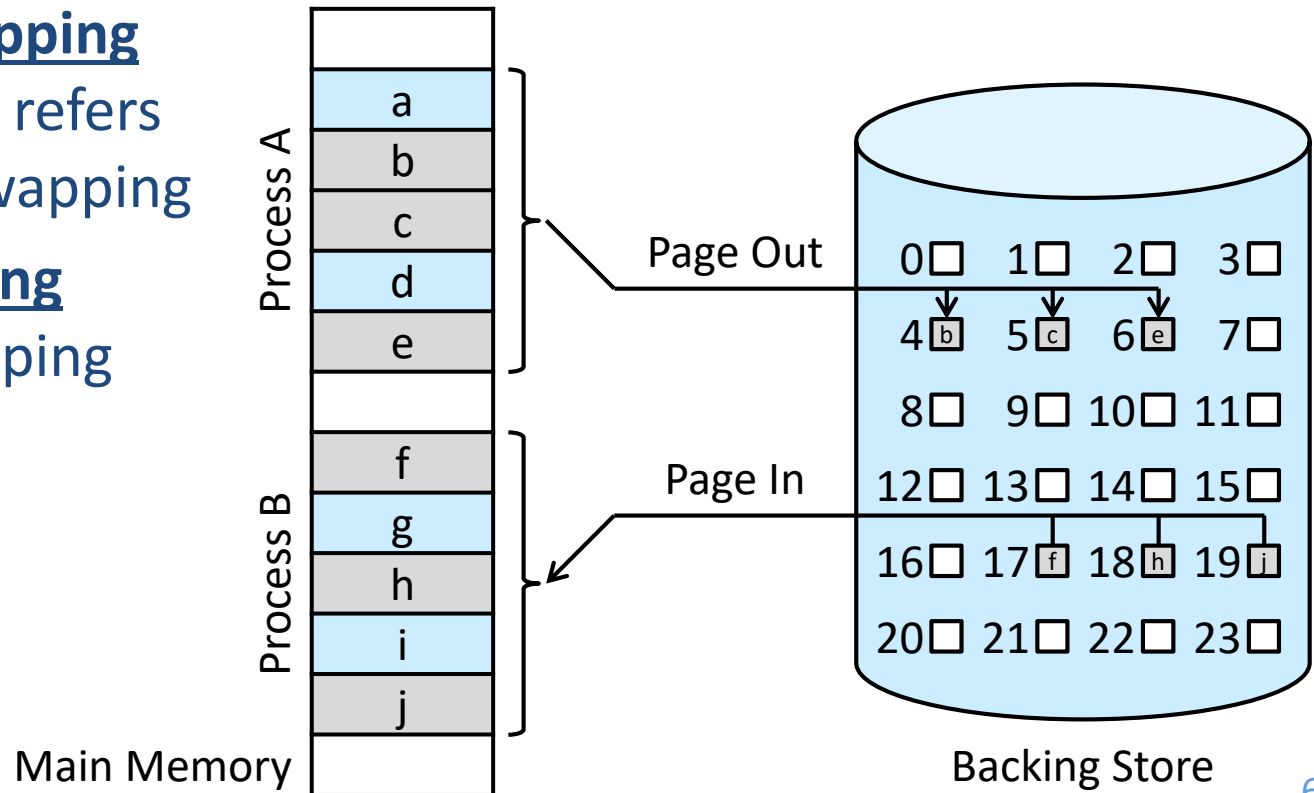 pping
refers
wapping
ng
ping
Process A
a
b
c
d
e
Process B
f
g
h
i
j
Main Memory
Page Out
Page In
0 1 2 3
4 b 5 c 6 e 7
8 9 10 11
12 13 14 15
16 17 f 18 h 19 j
20 21 22 23
Backing Store